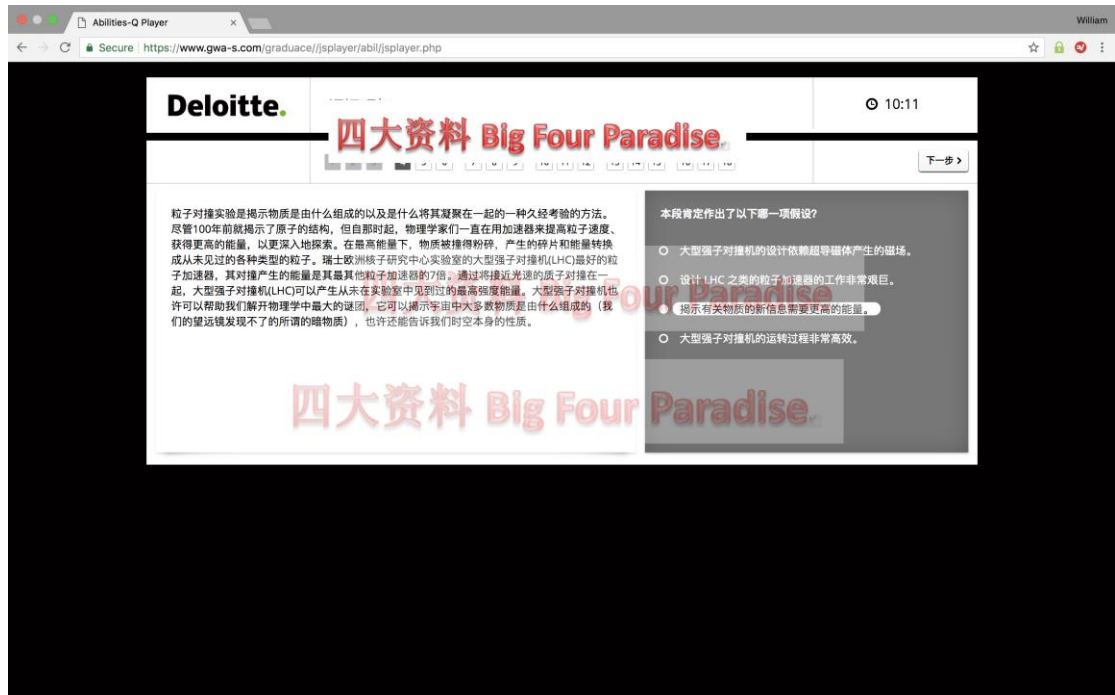 Abilities-Q Player
William
Secure
https://www.gwa-s.com/graduace//jsplayer/abil/jsplayer.php
Deloitte.
10:11
四大资料 Big Four Paradise
下一步
粒子对撞实验是揭示物质是由什么组成的以及是什么将其凝聚在一起的一种久经考验的方法。
尽管100年前就揭示了原子的结构，但自那时起，物理学家们一直在用加速器来提高粒子速度、
获得更高的能量，以更深入地探索。在最高能量下，物质被撞得粉碎，产生的碎片和能量转换
成从未见过的各种类型的粒子。瑞士欧洲核子研究中心实验室的大型强子对撞机(LHC)最好的粒
子加速器，其对撞产生的能量是其最其他粒子加速器的7倍。通过将接近光速的质子对撞在一
起，大型强子对撞机(LHC)可以产生从未在实验室中见到过的最高强度能量。大型强子对撞机也
许可以帮助我们解开物理学中最大的谜团，它可以揭示宇宙中大多数物质是由什么组成的（我
们的望远镜发现不了的所谓的暗物质），也许还能告诉我们时空本身的性质。
本段肯定作出了以下哪一项假设?
大型强子对撞机的设计依赖超导磁体产生的磁场。
设计 LHC 之类的粒子加速器的工作非常艰巨。
揭示有关物质的新信息需要更高的能量。
大型强子对撞机的运转过程非常高效。
四大资料 Big Four Paradise
四大资料 Big Four Paradise